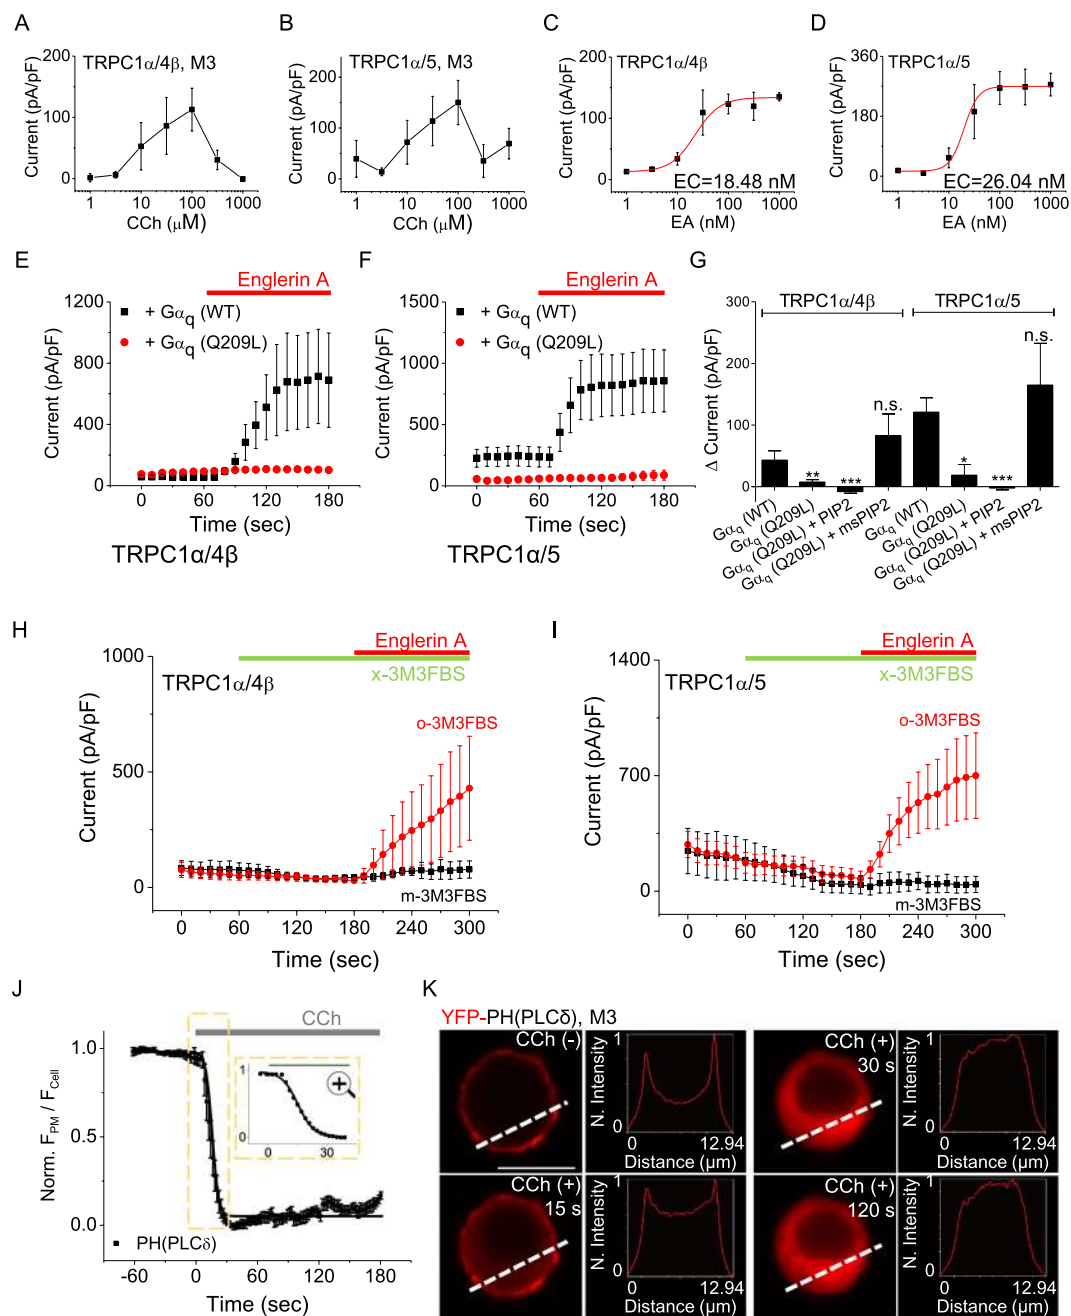 A
TRPC1α/4β, M3
Current (pA/pF)
200
100
0
1 10 100 1000
CCh (μM)
B
TRPC1α/5, M3
Current (pA/pF)
200
100
0
1 10 100 1000
CCh (μM)
C
TRPC1α/4β
Current (pA/pF)
200
100
0
EC=18.48 nM
1 10 100 1000
EA (nM)
D
TRPC1α/5
Current (pA/pF)
360
180
0
EC=26.04 nM
1 10 100 1000
EA (nM)
E
Englerin A
+ Gαq (WT)
+ Gαq (Q209L)
Current (pA/pF)
1200
800
400
0
0 60 120 180
Time (sec)
TRPC1α/4β
F
Englerin A
+ Gαq (WT)
+ Gαq (Q209L)
Current (pA/pF)
1500
1000
500
0
0 60 120 180
Time (sec)
TRPC1α/5
G
TRPC1α/4β
TRPC1α/5
Δ Current (pA/pF)
300
200
100
0
** *** n.s. * *** n.s.
Gαq (WT)
Gαq (Q209L)
Gαq (Q209L) + PIP2
Gαq (Q209L) + msPIP2
Gαq (WT)
Gαq (Q209L)
Gαq (Q209L) + PIP2
Gαq (Q209L) + msPIP2
H
Englerin A
x-3M3FBS
TRPC1α/4β
o-3M3FBS
m-3M3FBS
Current (pA/pF)
1000
500
0
0 60 120 180 240 300
Time (sec)
I
Englerin A
x-3M3FBS
TRPC1α/5
o-3M3FBS
m-3M3FBS
Current (pA/pF)
1400
700
0
0 60 120 180 240 300
Time (sec)
J
CCh
Norm. FPM / FCell
1.0
0.5
0.0
1
0
0 40
PH(PLCδ)
-60 0 60 120 180
Time (sec)
K
YFP-PH(PLCδ), M3
CCh (-)
N. Intensity
1
0
0 12.94
Distance (μm)
CCh (+)
30 s
N. Intensity
1
0
0 12.94
Distance (μm)
CCh (+)
15 s
N. Intensity
1
0
0 12.94
Distance (μm)
CCh (+)
120 s
N. Intensity
1
0
0 12.94
Distance (μm)